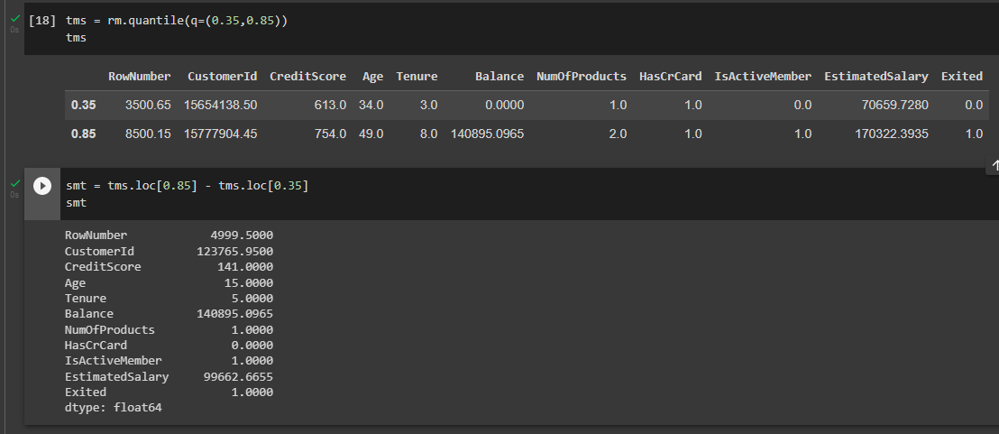 [18] tms = rm.quantile(q=(0.35,0.85))
0s
tms
RowNumber CustomerId CreditScore Age Tenure Balance NumOfProducts HasCrCard IsActiveMember EstimatedSalary Exited
0.35 3500.65 15654138.50 613.0 34.0 3.0 0.0000 1.0 1.0 0.0 70659.7280 0.0
0.85 8500.15 15777904.45 754.0 49.0 8.0 140895.0965 2.0 1.0 1.0 170322.3935 1.0
smt = tms.loc[0.85] - tms.loc[0.35]
0s
smt
RowNumber 4999.5000
CustomerId 123765.9500
CreditScore 141.0000
Age 15.0000
Tenure 5.0000
Balance 140895.0965
NumOfProducts 1.0000
HasCrCard 0.0000
IsActiveMember 1.0000
EstimatedSalary 99662.6655
Exited 1.0000
dtype: float64